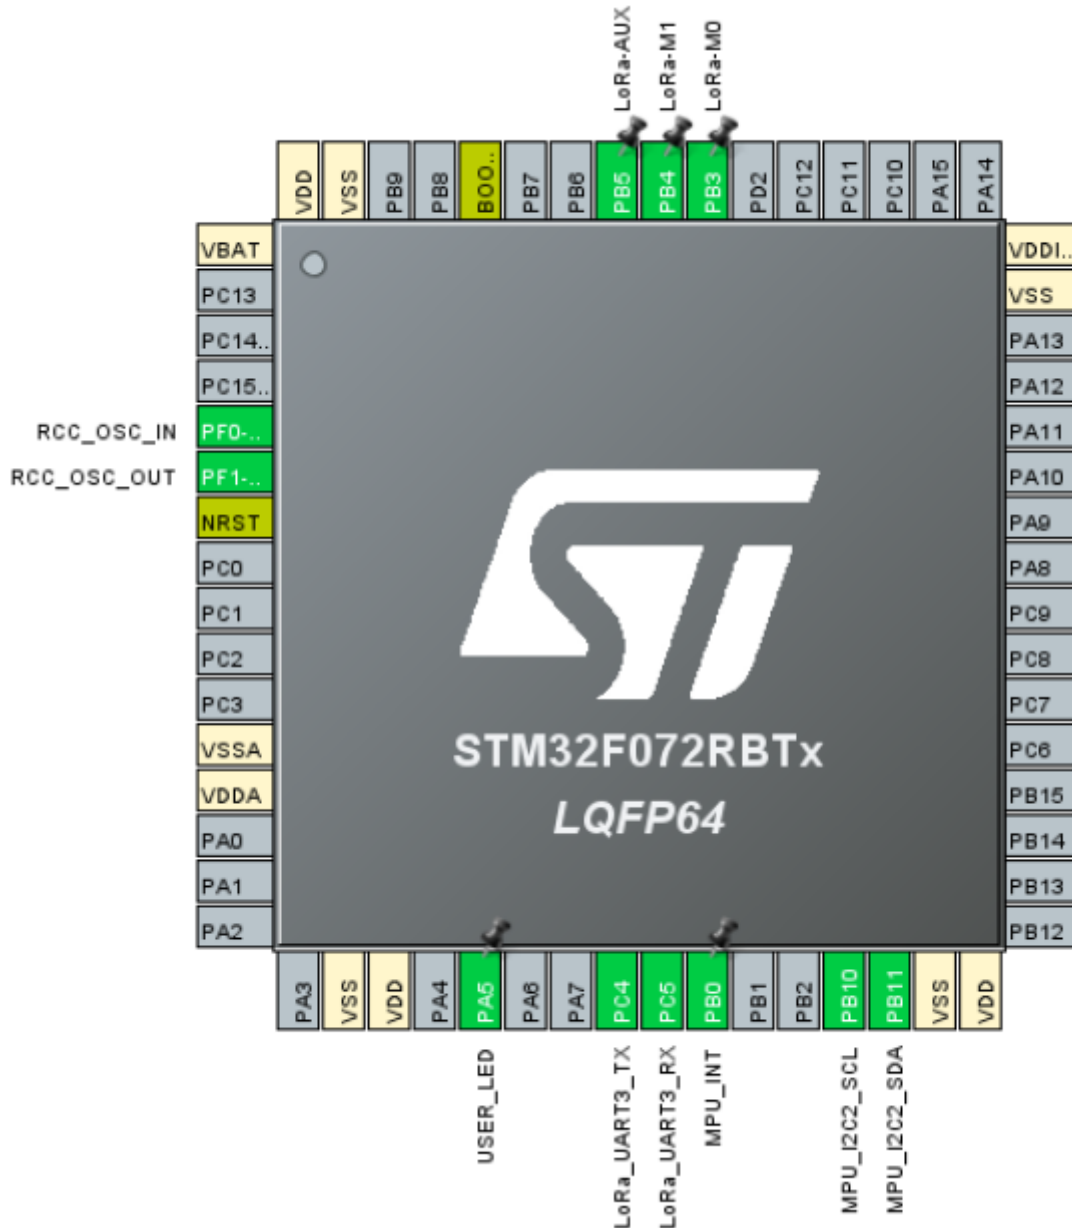 LoRa-AUX
LoRa-M1
LoRa-M0
VDD
VSS
PB9
PB8
BOO..
PB7
PB6
PB5
PB4
PB3
PD2
PC12
PC11
PC10
PA15
PA14
VBAT
PC13
PC14..
PC15..
RCC_OSC_IN PF0-..
RCC_OSC_OUT PF1-..
NRST
PC0
PC1
PC2
PC3
VSSA
VDDA
PA0
PA1
PA2
VDDI..
VSS
PA13
PA12
PA11
PA10
PA9
PA8
PC9
PC8
PC7
PC6
PB15
PB14
PB13
PB12
ST
STM32F072RBTx
LQFP64
PA3
VSS
VDD
PA4
PA5
PA6
PA7
PC4
PC5
PB0
PB1
PB2
PB10
PB11
VSS
VDD
USER_LED
LoRa_UART3_TX
LoRa_UART3_RX
MPU_INT
MPU_I2C2_SCL
MPU_I2C2_SDA